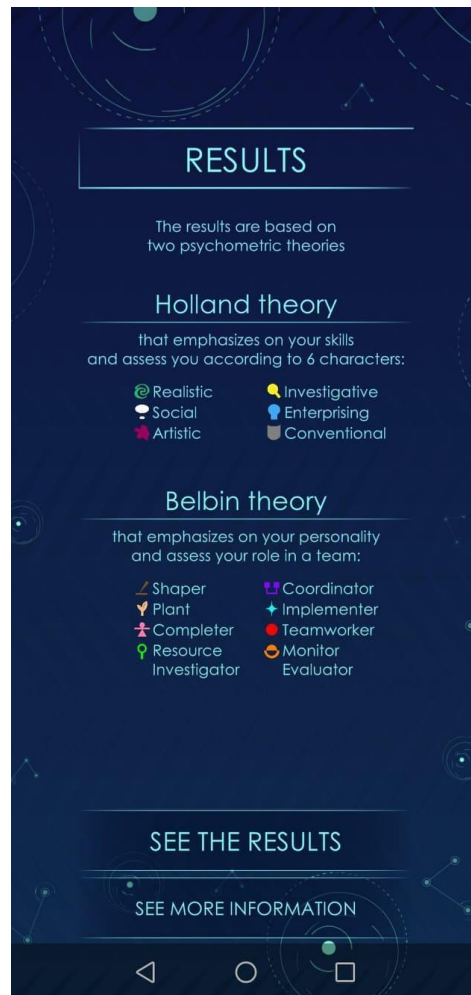 RESULTS
The results are based on
two psychometric theories
Holland theory
that emphasizes on your skills
and assess you according to 6 characters:
Realistic
Investigative
Social
Enterprising
Artistic
Conventional
Belbin theory
that emphasizes on your personality
and assess your role in a team:
Shaper
Coordinator
Plant
Implementer
Completer
Teamworker
Resource
Investigator
Monitor
Evaluator
SEE THE RESULTS
SEE MORE INFORMATION